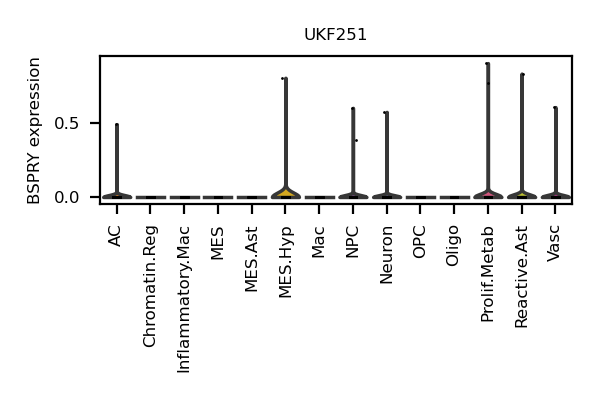 UKF251
BSPRY expression
0.5
0.0
AC
Chromatin.Reg
Inflammatory.Mac
MES
MES.Ast
MES.Hyp
Mac
NPC
Neuron
OPC
Oligo
Prolif.Metab
Reactive.Ast
Vasc